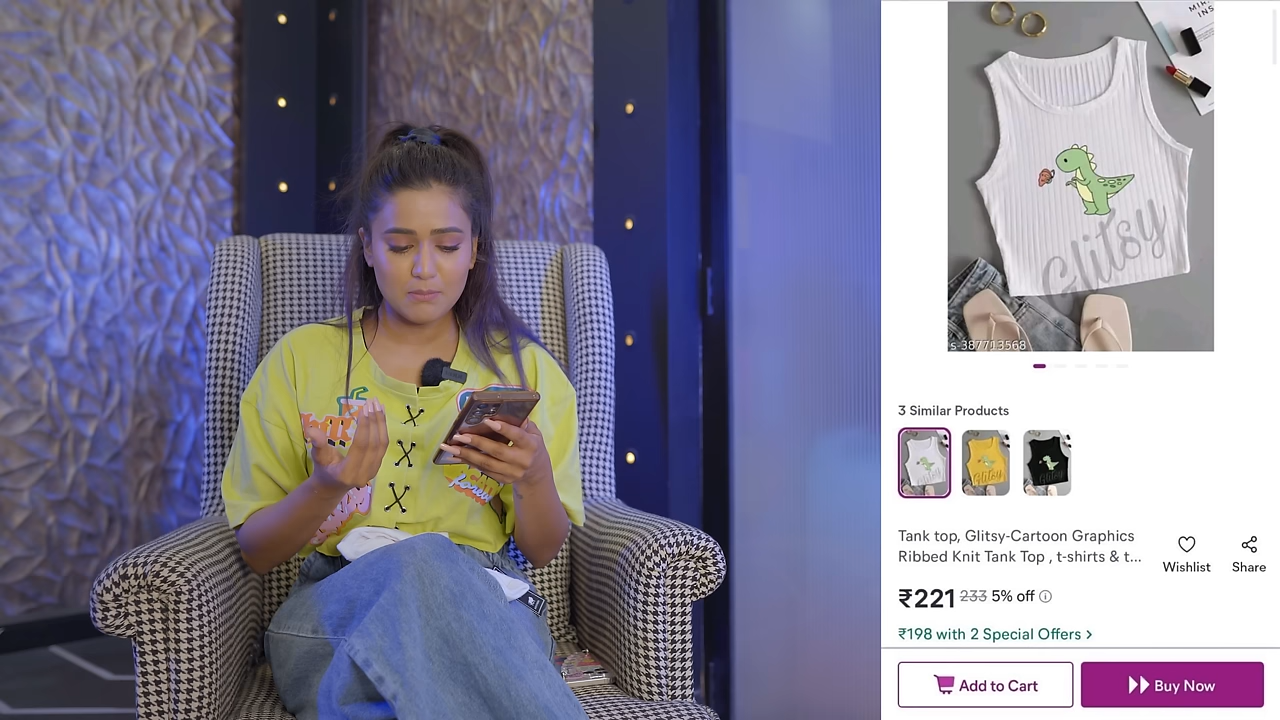 Glitsy
s-387713568
3 Similar Products
Tank top, Glitsy-Cartoon Graphics
Ribbed Knit Tank Top , t-shirts & t...
Wishlist
Share
₹221 233 5% off
₹198 with 2 Special Offers >
Add to Cart
Buy Now